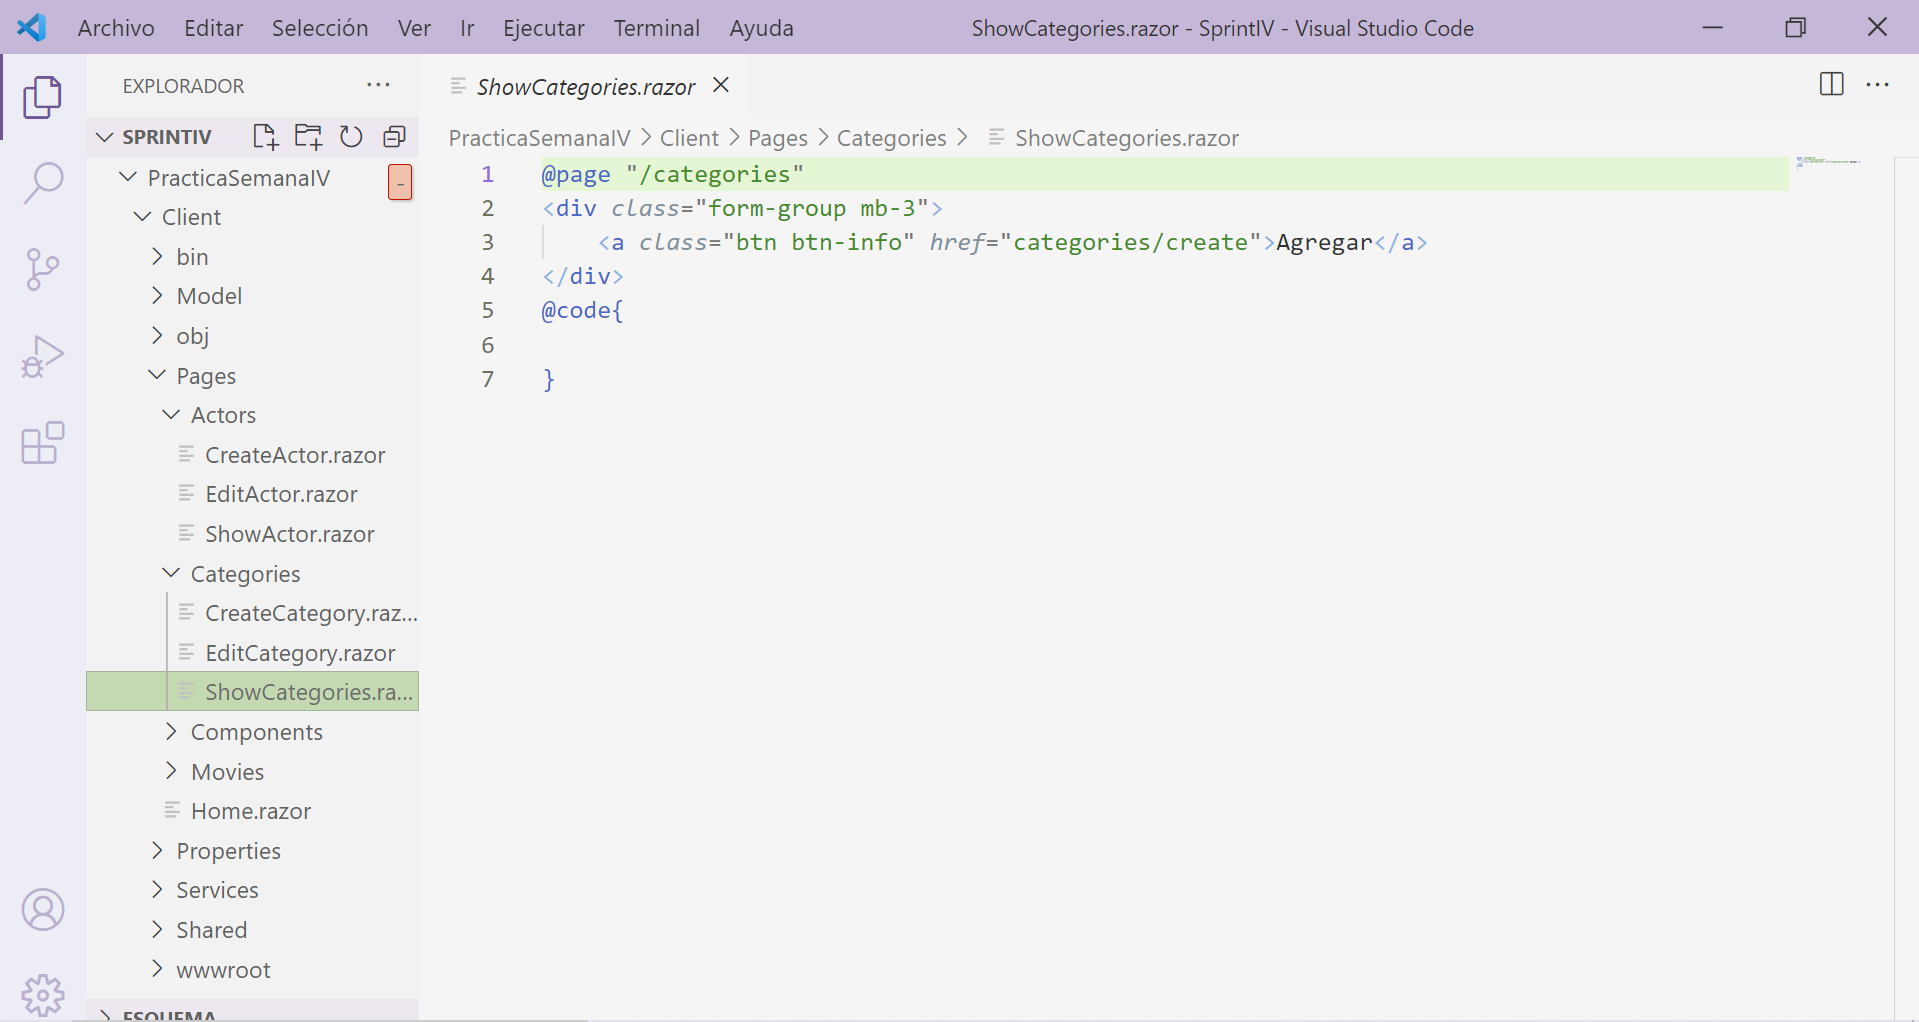 Archivo Editar Selección Ver Ir Ejecutar Terminal Ayuda ShowCategories.razor - SprintIV - Visual Studio Code
EXPLORADOR ···
SPRINTIV
PracticaSemanaIV -
Client
bin
Model
obj
Pages
Actors
CreateActor.razor
EditActor.razor
ShowActor.razor
Categories
CreateCategory.raz...
EditCategory.razor
ShowCategories.ra...
Components
Movies
Home.razor
Properties
Services
Shared
wwwroot
ESQUEMA
ShowCategories.razor
PracticaSemanaIV > Client > Pages > Categories > ShowCategories.razor
1 @page "/categories"
2 <div class="form-group mb-3">
3     <a class="btn btn-info" href="categories/create">Agregar</a>
4 </div>
5 @code{
6
7 }